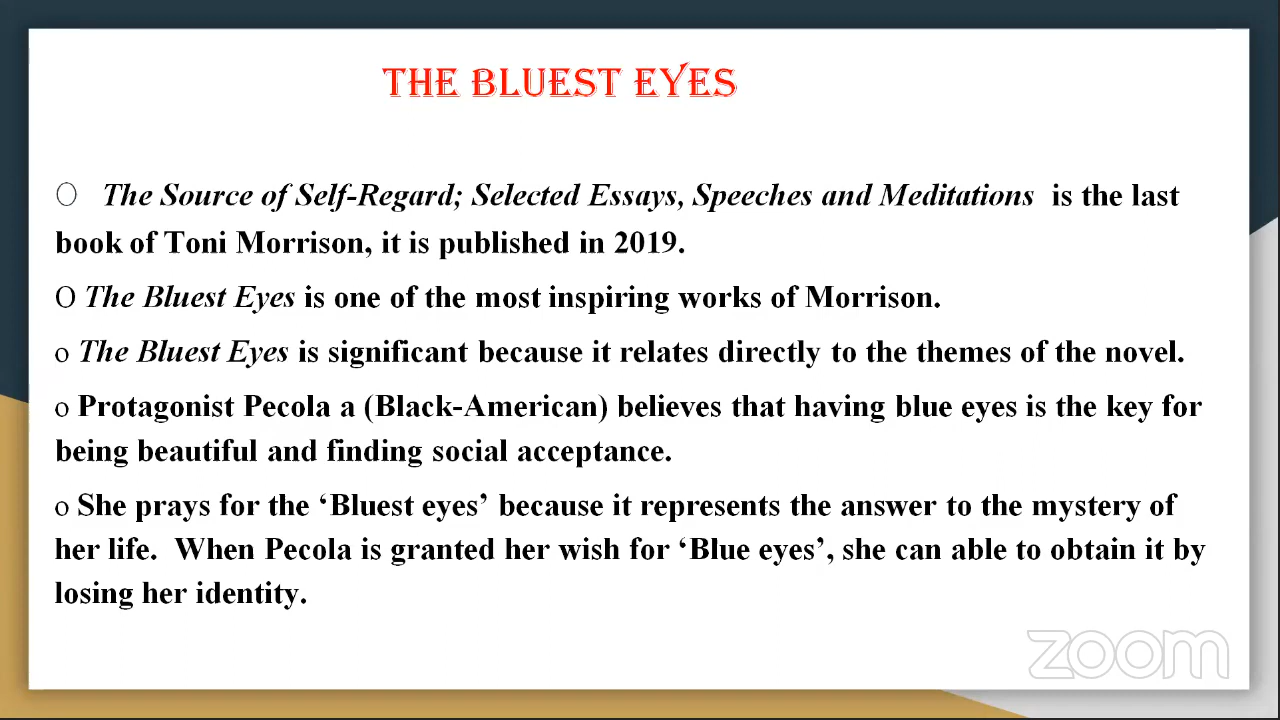 THE BLUEST EYES
O The Source of Self-Regard; Selected Essays, Speeches and Meditations is the last
book of Toni Morrison, it is published in 2019.
O The Bluest Eyes is one of the most inspiring works of Morrison.
o The Bluest Eyes is significant because it relates directly to the themes of the novel.
o Protagonist Pecola a (Black-American) believes that having blue eyes is the key for
being beautiful and finding social acceptance.
o She prays for the ‘Bluest eyes’ because it represents the answer to the mystery of
her life. When Pecola is granted her wish for ‘Blue eyes’, she can able to obtain it by
losing her identity.
zoom